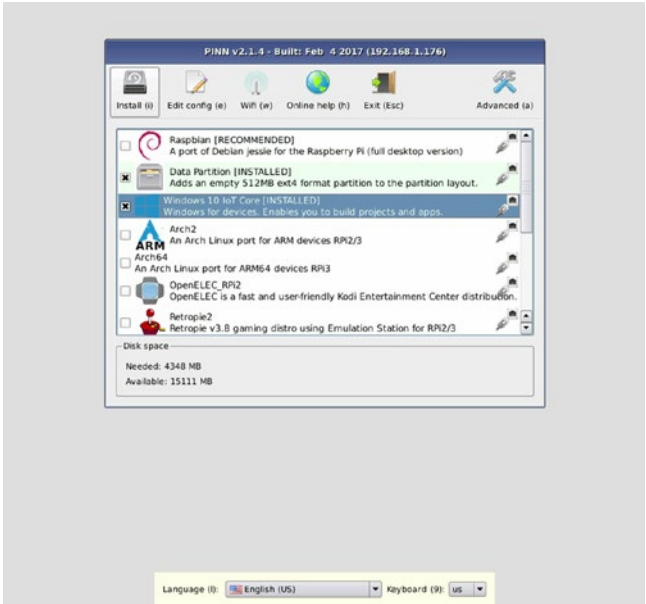 PINN v2.1.4 - Built: Feb 4 2017 (192.168.1.176)
Install (i) Edit config (e) Wifi (w) Online help (h) Exit (Esc) Advanced (a)
Raspbian [RECOMMENDED]
A port of Debian jessie for the Raspberry Pi (full desktop version)
Data Partition [INSTALLED]
Adds an empty 512MB ext4 format partition to the partition layout.
Windows 10 IoT Core [INSTALLED]
Windows for devices. Enables you to build projects and apps.
Arch2
An Arch Linux port for ARM devices RPi2/3
ARM
Arch64
An Arch Linux port for ARM64 devices RPi3
OpenELEC_RPi2
OpenELEC is a fast and user-friendly Kodi Entertainment Center distribution.
Retropie2
Retropie v3.8 gaming distro using Emulation Station for RPi2/3
Disk space
Needed: 4348 MB
Available: 15111 MB
Language (l): English (US) Keyboard (9): us